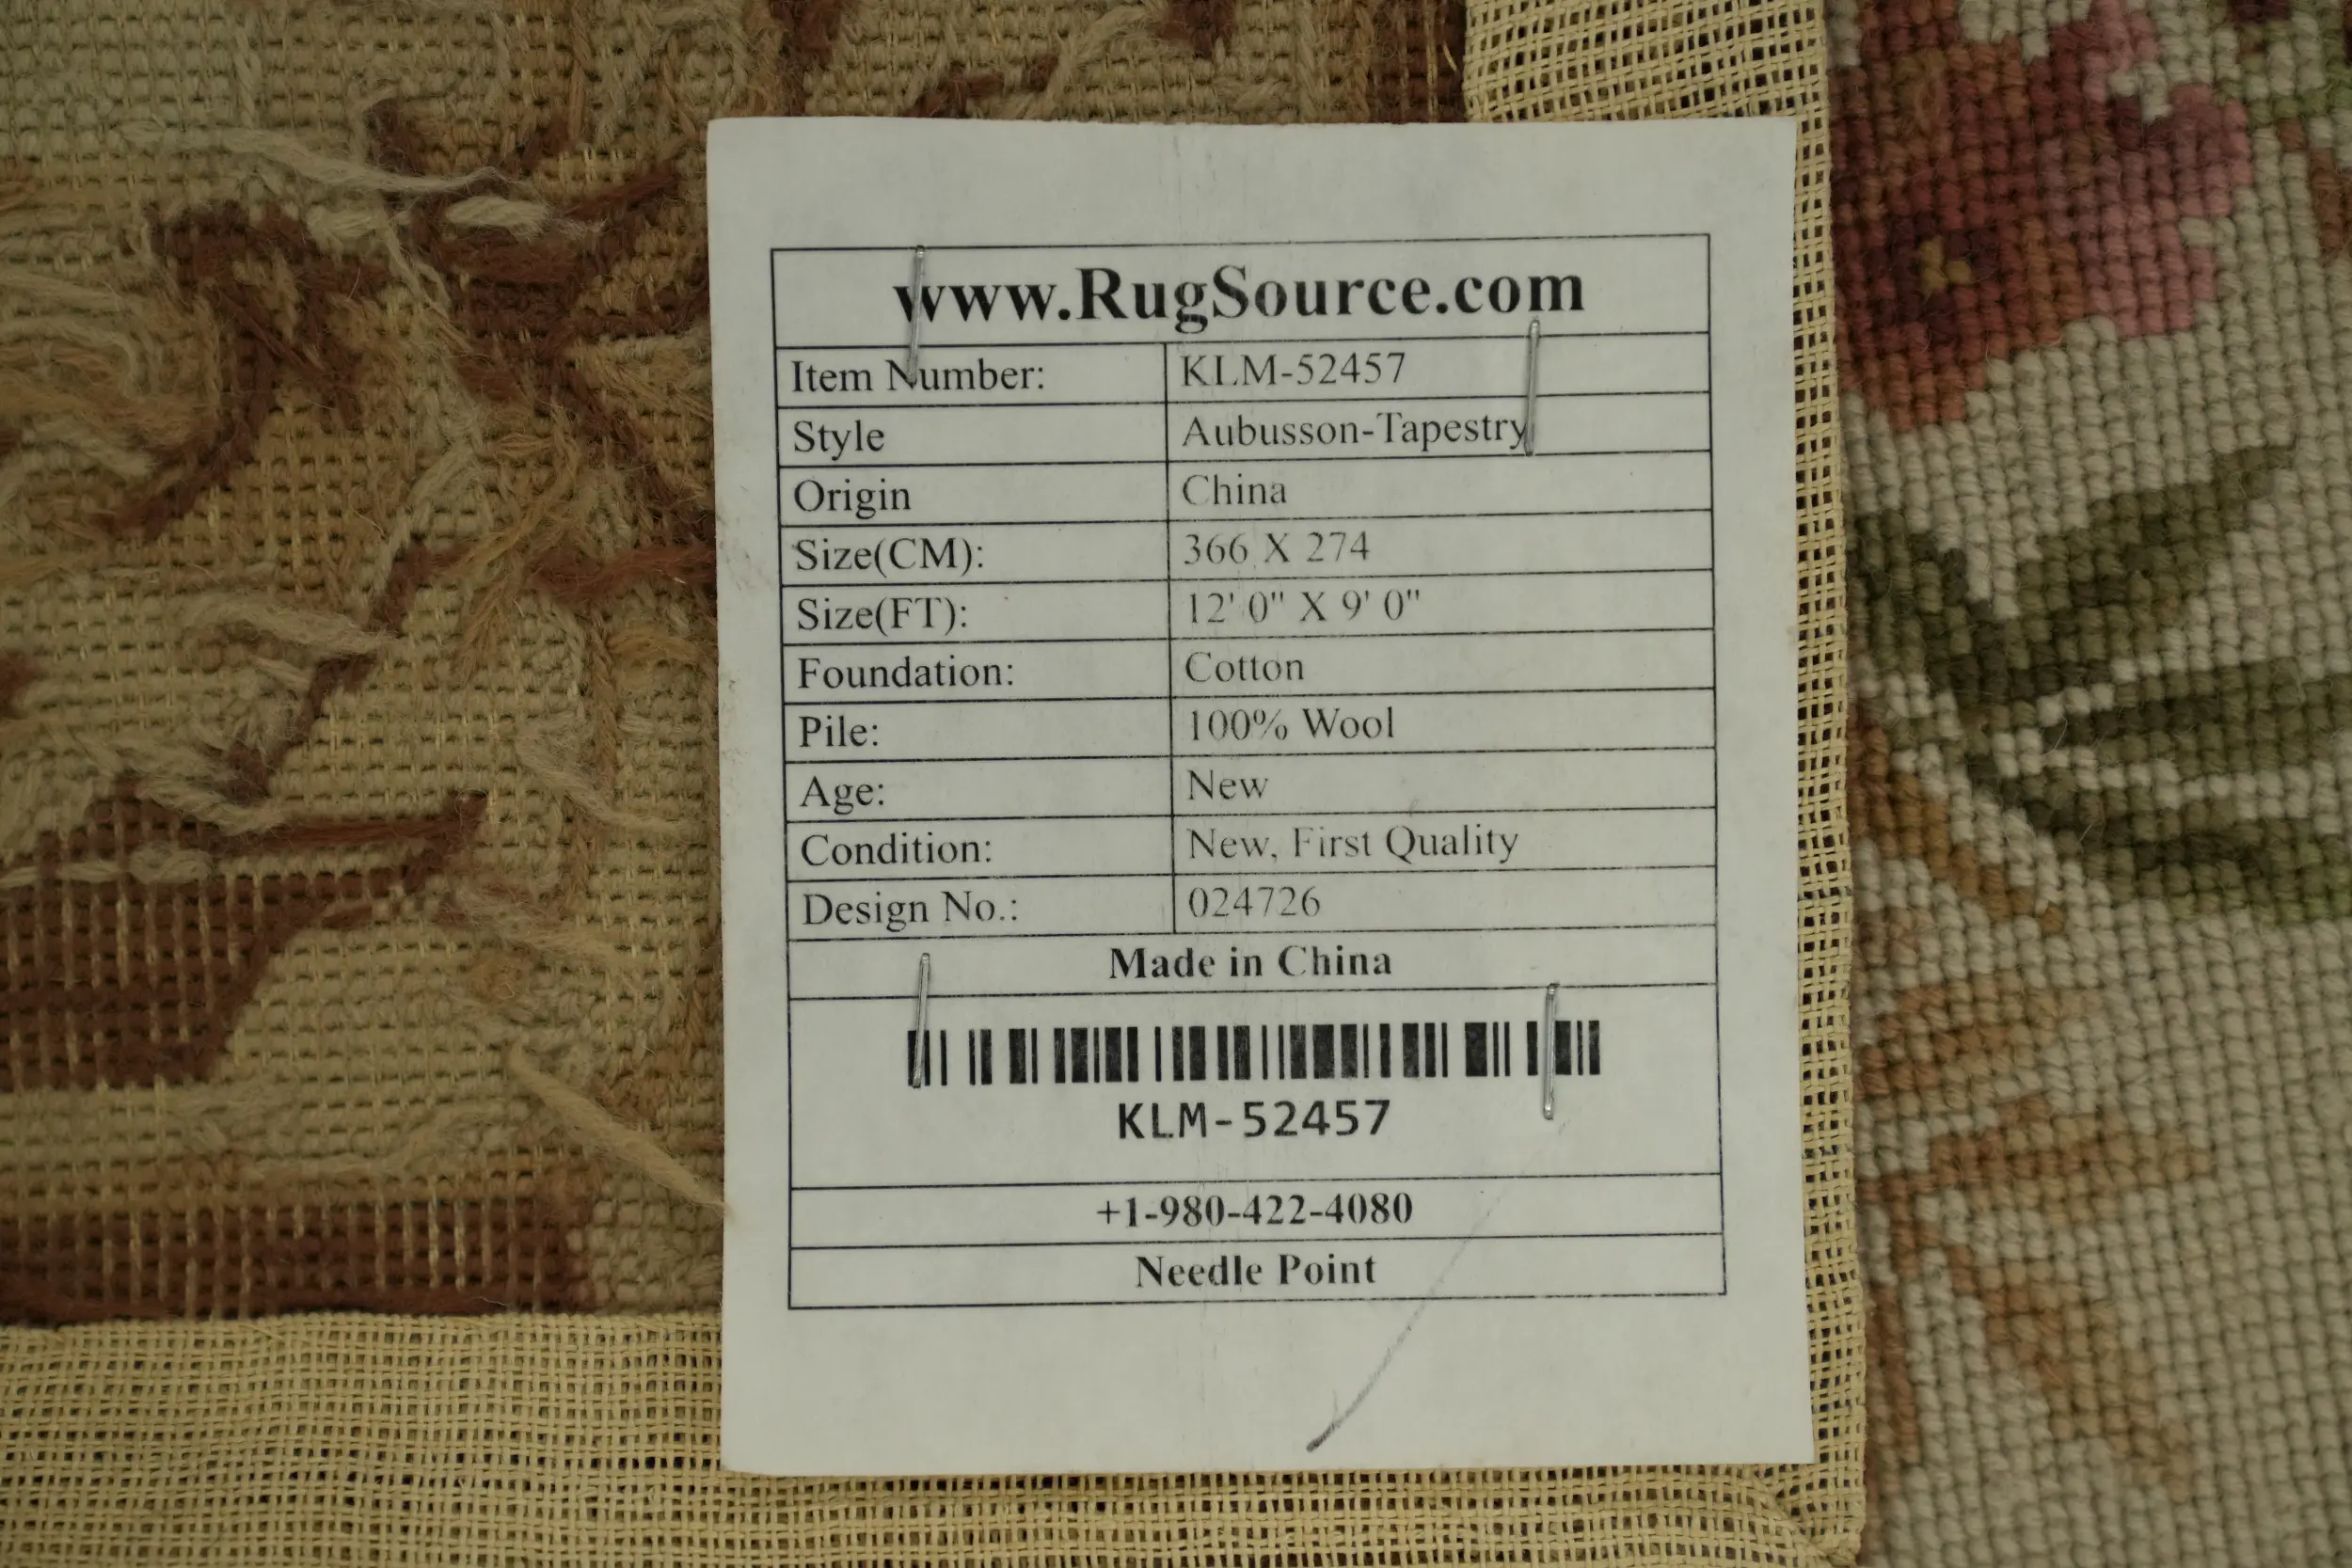 www.RugSource.com
Item Number: KLM-52457
Style Aubusson-Tapestry
Origin China
Size(CM): 366 X 274
Size(FT): 12' 0" X 9' 0"
Foundation: Cotton
Pile: 100% Wool
Age: New
Condition: New, First Quality
Design No.: 024726
Made in China
KLM-52457
+1-980-422-4080
Needle Point